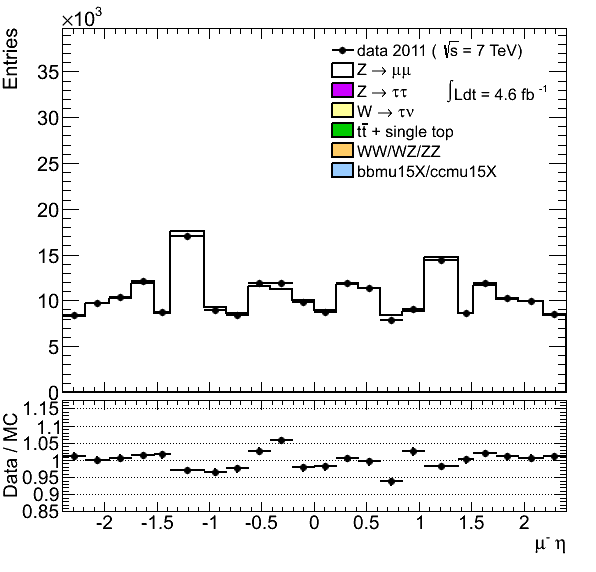 ×10³
Entries
data 2011 ( √s = 7 TeV)
Z → μμ
Z → ττ
∫Ldt = 4.6 fb⁻¹
W → τν
tt̄ + single top
WW/WZ/ZZ
bbmu15X/ccmu15X
35
30
25
20
15
10
5
0
Data / MC
1.15
1.1
1.05
1
0.95
0.9
0.85
-2 -1.5 -1 -0.5 0 0.5 1 1.5 2
μ⁻ η